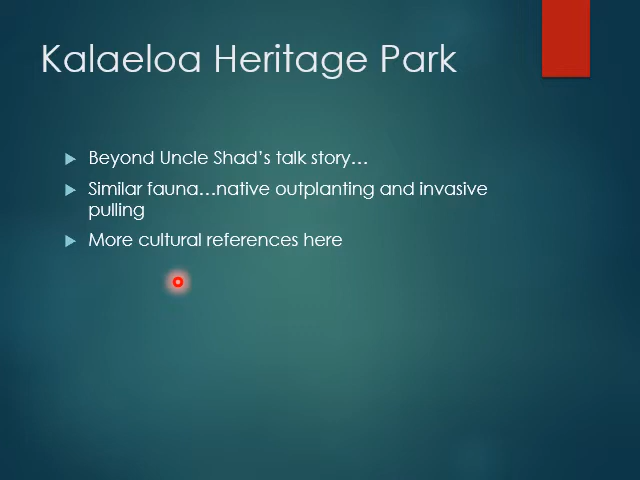 Kalaeloa Heritage Park
Beyond Uncle Shad's talk story…
Similar fauna…native outplanting and invasive
pulling
More cultural references here